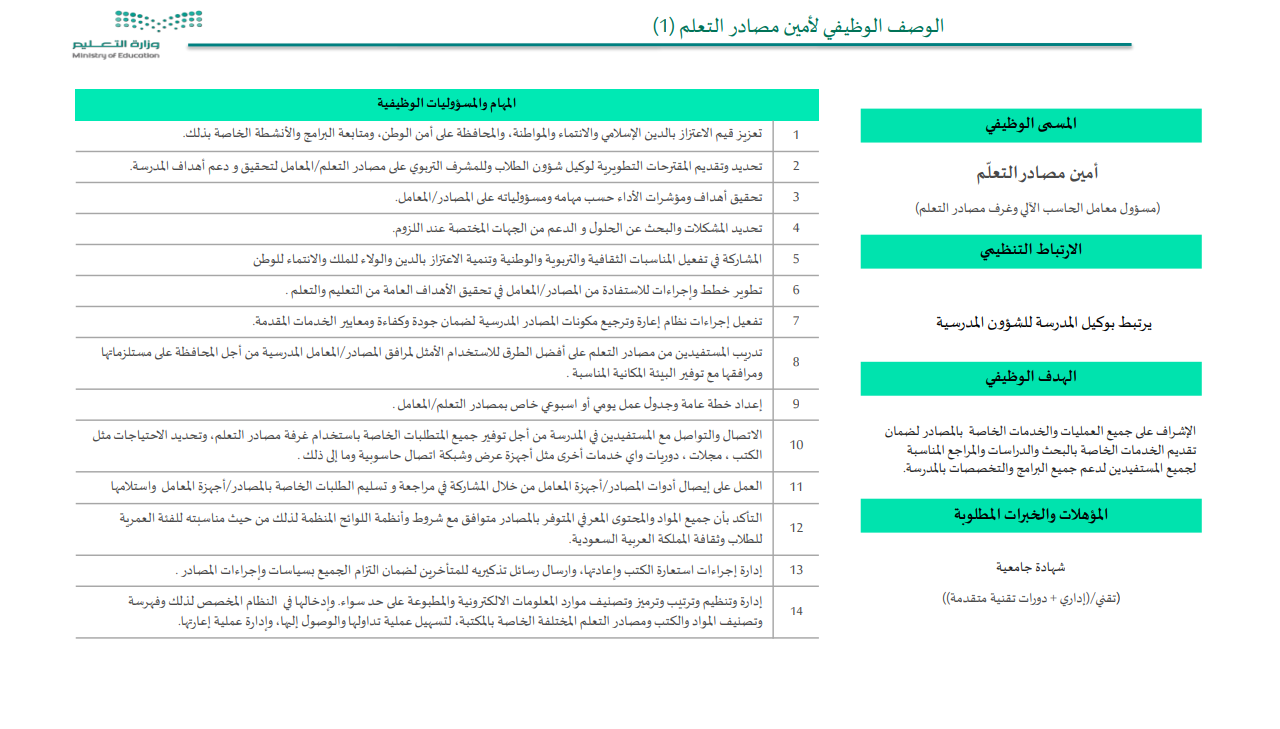 الوصف الوظيفي لأمين مصادر التعلم (1)
وزارة التعليم
Ministry of Education
المسمى الوظيفي
أمين مصادر التعلّم
(مسؤول معامل الحاسب الآلي وغرف مصادر التعلم)
الارتباط التنظيمي
يرتبط بوكيل المدرسة للشؤون المدرسية
الهدف الوظيفي
الإشراف على جميع العمليات والخدمات الخاصة بالمصادر لضمان
تقديم الخدمات الخاصة بالبحث والدراسات والمراجع المناسبة
لجميع المستفيدين لدعم جميع البرامج والتخصصات بالمدرسة.
المؤهلات والخبرات المطلوبة
شهادة جامعية
(تقني/(إداري + دورات تقنية متقدمة))
المهام والمسؤوليات الوظيفية
1 تعزيز قيم الاعتزاز بالدين الإسلامي والانتماء والمواطنة، والمحافظة على أمن الوطن، ومتابعة البرامج والأنشطة الخاصة بذلك.
2 تحديد وتقديم المقترحات التطويرية لوكيل شؤون الطلاب وللمشرف التربوي على مصادر التعلم/المعامل لتحقيق و دعم أهداف المدرسة.
3 تحقيق أهداف ومؤشرات الأداء حسب مهامه ومسؤولياته على المصادر/المعامل.
4 تحديد المشكلات والبحث عن الحلول و الدعم من الجهات المختصة عند اللزوم.
5 المشاركة في تفعيل المناسبات الثقافية والتربوية والوطنية وتنمية الاعتزاز بالدين والولاء للملك والانتماء للوطن
6 تطوير خطط وإجراءات للاستفادة من المصادر/المعامل في تحقيق الأهداف العامة من التعليم والتعلم .
7 تفعيل إجراءات نظام إعارة وترجيع مكونات المصادر المدرسية لضمان جودة وكفاءة ومعايير الخدمات المقدمة.
8 تدريب المستفيدين من مصادر التعلم على أفضل الطرق للاستخدام الأمثل لمرافق المصادر/المعامل المدرسية من أجل المحافظة على مستلزماتها
ومرافقها مع توفير البيئة المكانية المناسبة .
9 إعداد خطة عامة وجدول عمل يومي أو اسبوعي خاص بمصادر التعلم/المعامل .
10 الاتصال والتواصل مع المستفيدين في المدرسة من أجل توفير جميع المتطلبات الخاصة باستخدام غرفة مصادر التعلم، وتحديد الاحتياجات مثل
الكتب ، مجلات ، دوريات واي خدمات أخرى مثل أجهزة عرض وشبكة اتصال حاسوبية وما إلى ذلك .
11 العمل على إيصال أدوات المصادر/أجهزة المعامل من خلال المشاركة في مراجعة و تسليم الطلبات الخاصة بالمصادر/أجهزة المعامل واستلامها
12 التأكد بأن جميع المواد والمحتوى المعرفي المتوفر بالمصادر متوافق مع شروط وأنظمة اللوائح المنظمة لذلك من حيث مناسبته للفئة العمرية
للطلاب وثقافة المملكة العربية السعودية.
13 إدارة إجراءات استعارة الكتب وإعادتها، وارسال رسائل تذكيريه للمتأخرين لضمان التزام الجميع بسياسات وإجراءات المصادر .
14 إدارة وتنظيم وترتيب وترميز وتصنيف موارد المعلومات الالكترونية والمطبوعة على حد سواء. وإدخالها في النظام المخصص لذلك وفهرسة
وتصنيف المواد والكتب ومصادر التعلم المختلفة الخاصة بالمكتبة، لتسهيل عملية تداولها والوصول إليها، وإدارة عملية إعارتها.